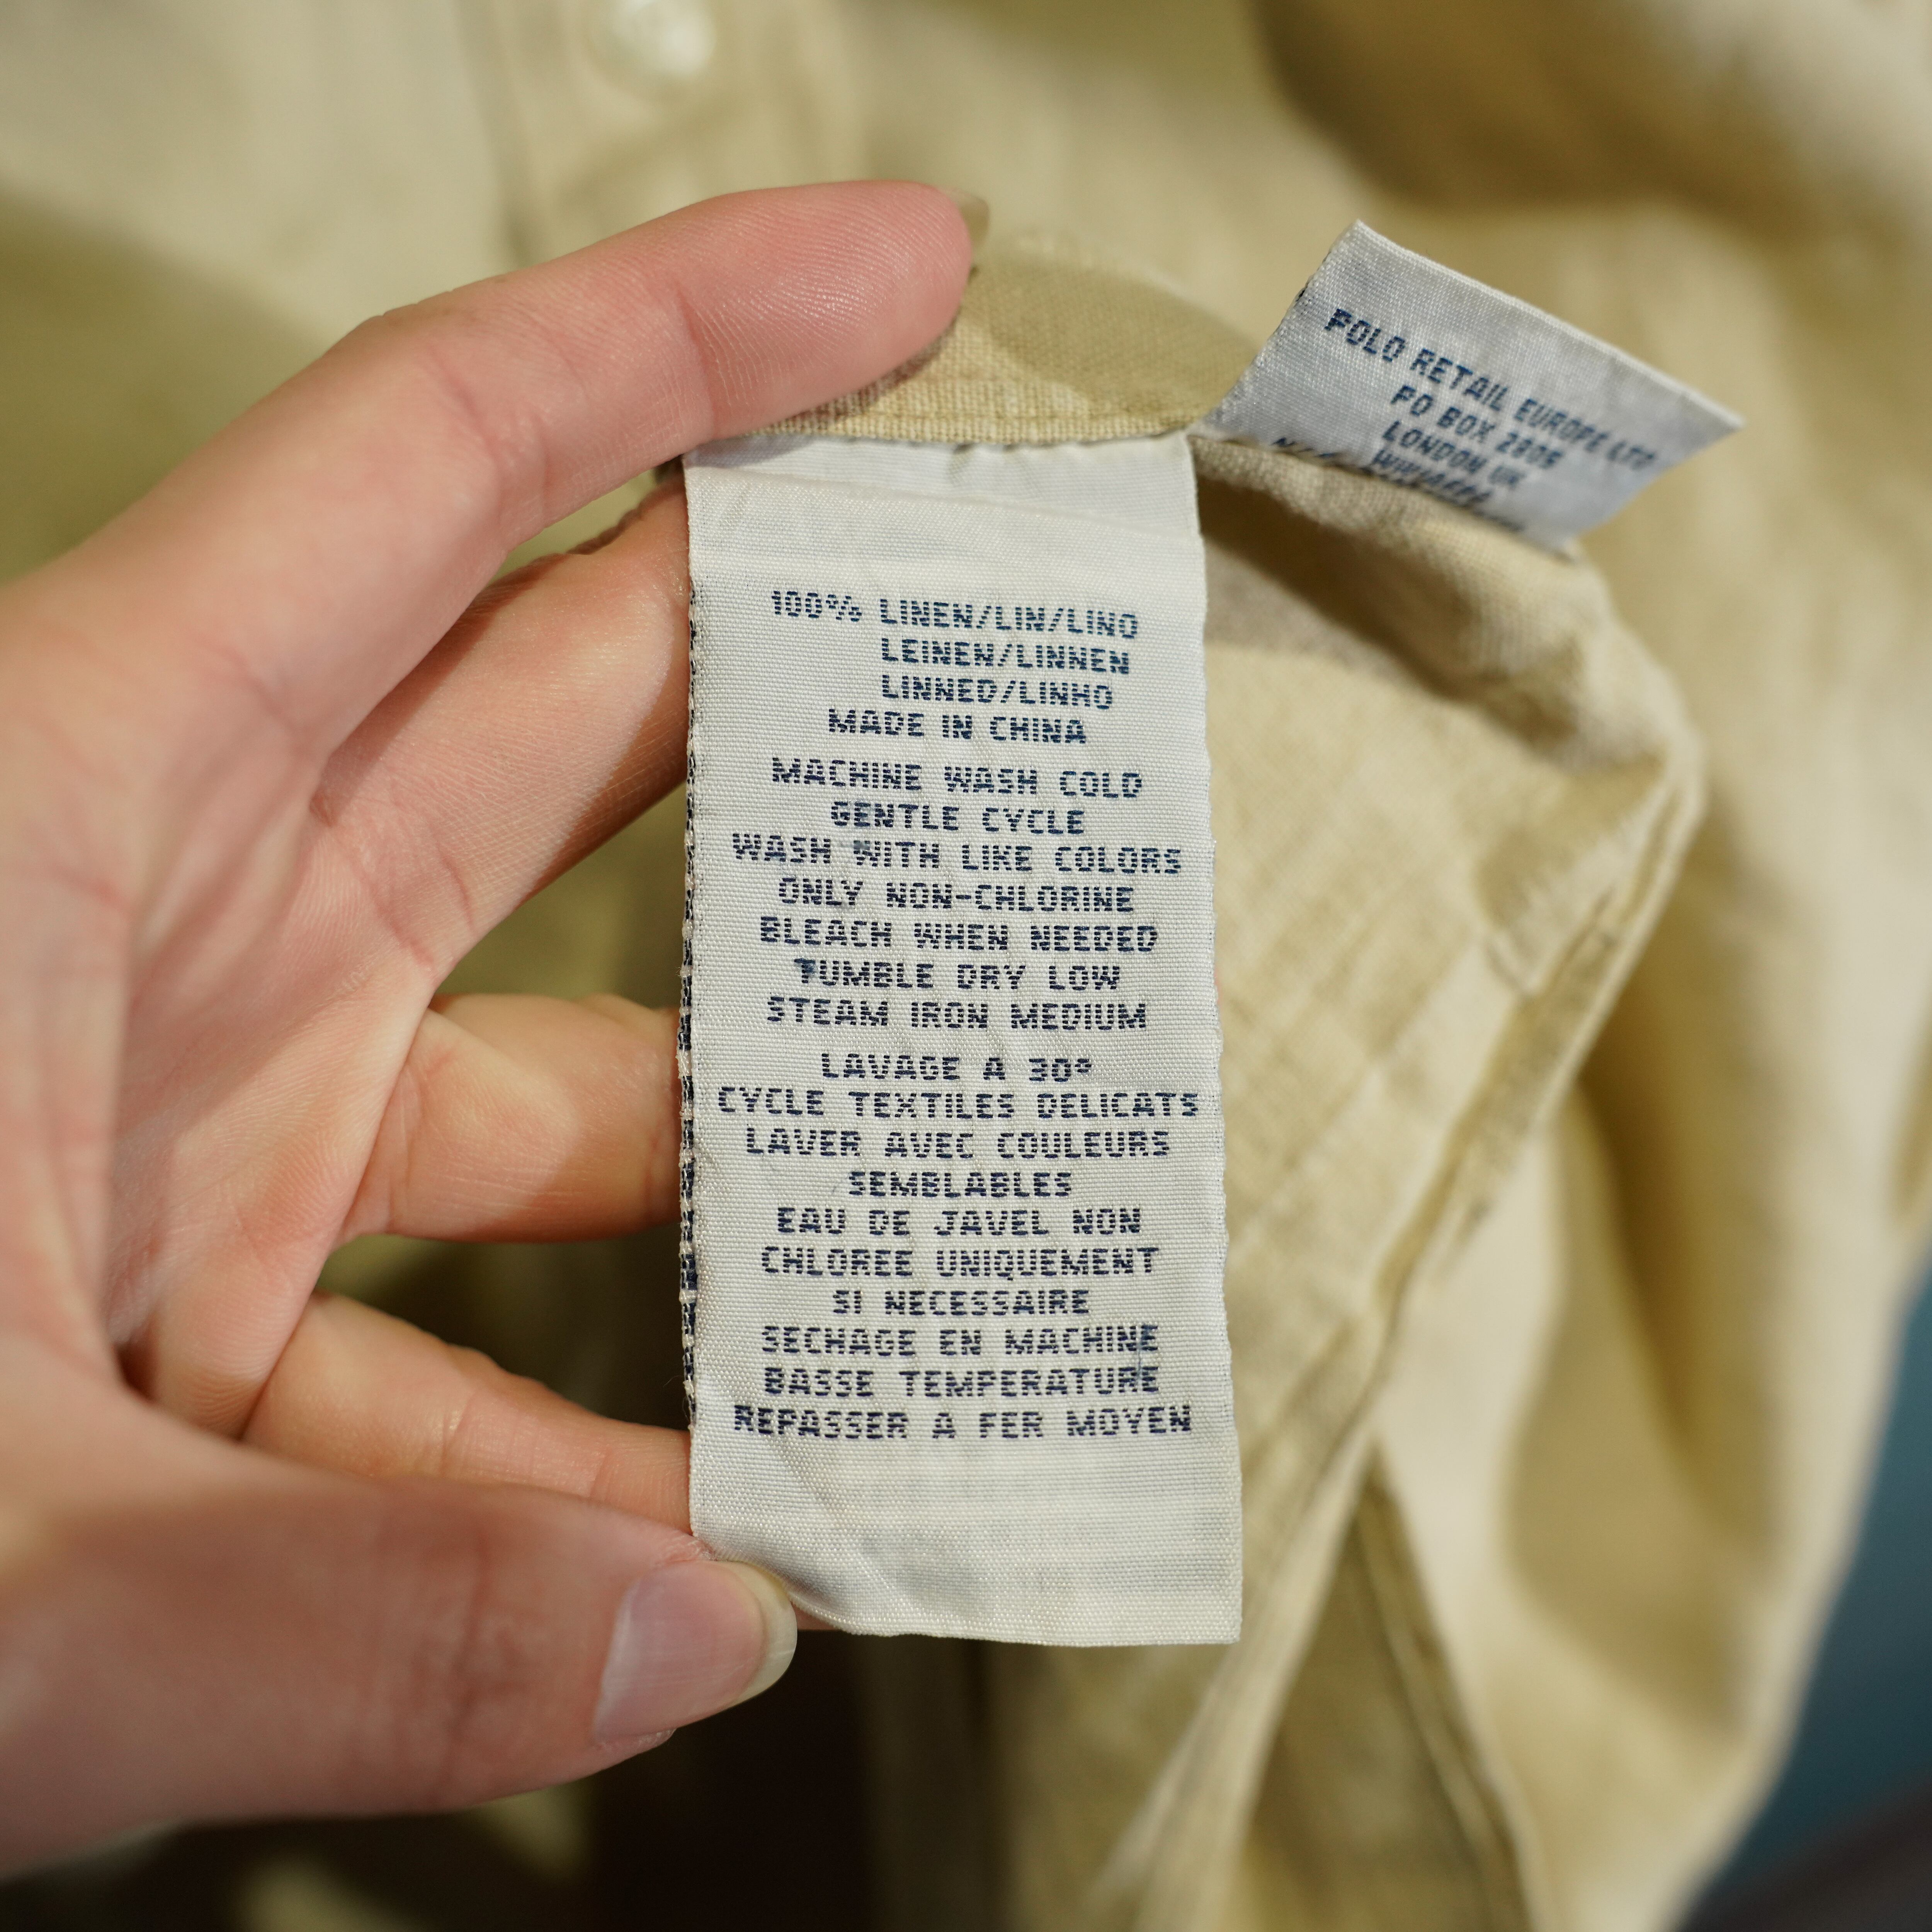 100% LINEN/LIN/LINO
LEINEN/LINNEN
LINNED/LINHO
MADE IN CHINA
MACHINE WASH COLD
GENTLE CYCLE
WASH WITH LIKE COLORS
ONLY NON-CHLORINE
BLEACH WHEN NEEDED
TUMBLE DRY LOW
STEAM IRON MEDIUM
LAVAGE A 30°
CYCLE TEXTILES DELICATS
LAVER AVEC COULEURS
SEMBLABLES
EAU DE JAVEL NON
CHLOREE UNIQUEMENT
SI NECESSAIRE
SECHAGE EN MACHINE
BASSE TEMPERATURE
REPASSER A FER MOYEN
POLO RETAIL EUROPE LTD
PO BOX 2806
LONDON UK